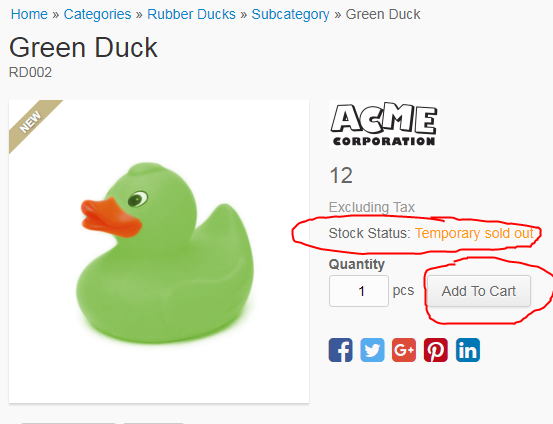 Home » Categories » Rubber Ducks » Subcategory » Green Duck
Green Duck
RD002
NEW
ACME
CORPORATION
12
Excluding Tax
Stock Status: Temporary sold out
Quantity
1 pcs Add To Cart
f G+ in